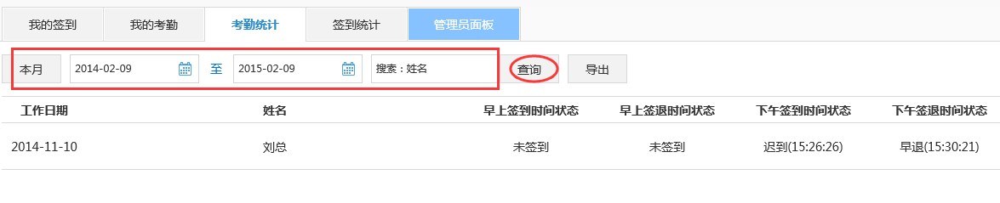 我的签到 我的考勤 考勤统计 签到统计 管理员面板
本月 2014-02-09 至 2015-02-09 搜索：姓名 查询 导出
工作日期 姓名 早上签到时间状态 早上签退时间状态 下午签到时间状态 下午签退时间状态
2014-11-10 刘总 未签到 未签到 迟到(15:26:26) 早退(15:30:21)